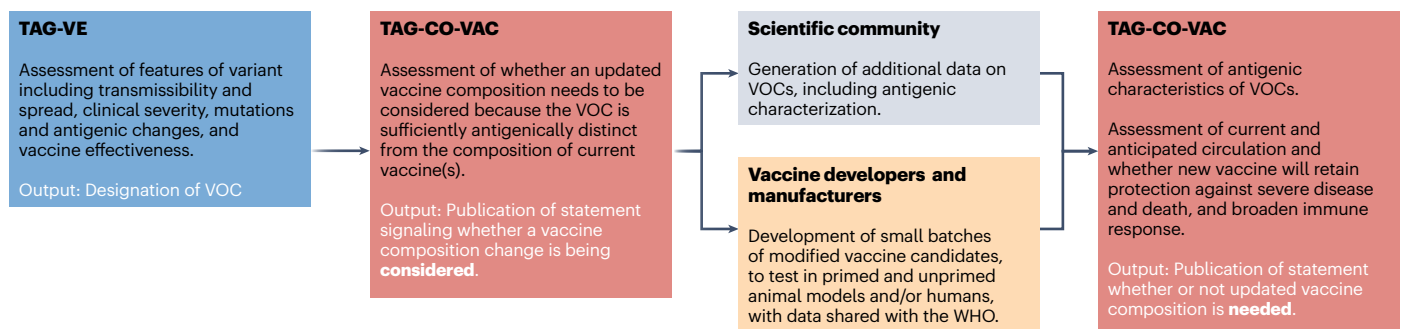 TAG-VE
Assessment of features of variant
including transmissibility and
spread, clinical severity, mutations
and antigenic changes, and
vaccine effectiveness.
Output: Designation of VOC
TAG-CO-VAC
Assessment of whether an updated
vaccine composition needs to be
considered because the VOC is
sufficiently antigenically distinct
from the composition of current
vaccine(s).
Output: Publication of statement
signaling whether a vaccine
composition change is being
considered.
Scientific community
Generation of additional data on
VOCs, including antigenic
characterization.
Vaccine developers and
manufacturers
Development of small batches
of modified vaccine candidates,
to test in primed and unprimed
animal models and/or humans,
with data shared with the WHO.
TAG-CO-VAC
Assessment of antigenic
characteristics of VOCs.
Assessment of current and
anticipated circulation and
whether new vaccine will retain
protection against severe disease
and death, and broaden immune
response.
Output: Publication of statement
whether or not updated vaccine
composition is needed.